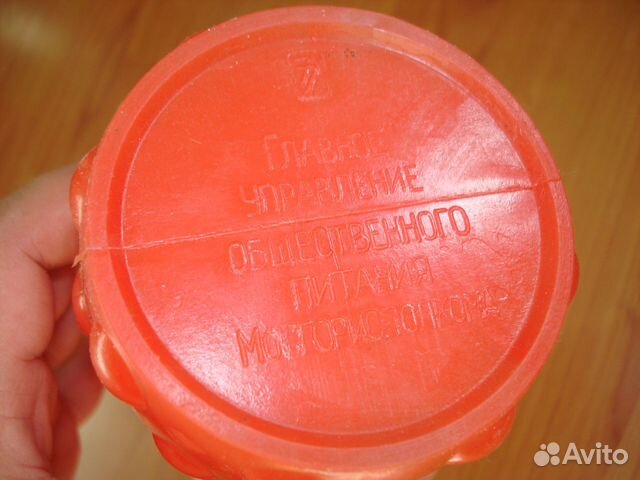 Главное
управление
общественного
питания
Мосгорисполкома
Avito